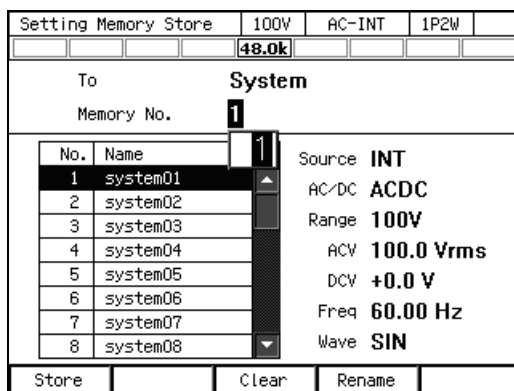 Setting Memory Store 100V AC-INT 1P2W
48.0k
To System
Memory No. 1
1
No. Name
1 system01
2 system02
3 system03
4 system04
5 system05
6 system06
7 system07
8 system08
Source INT
AC/DC ACDC
Range 100V
ACV 100.0 Vrms
DCV +0.0 V
Freq 60.00 Hz
Wave SIN
Store Clear Rename